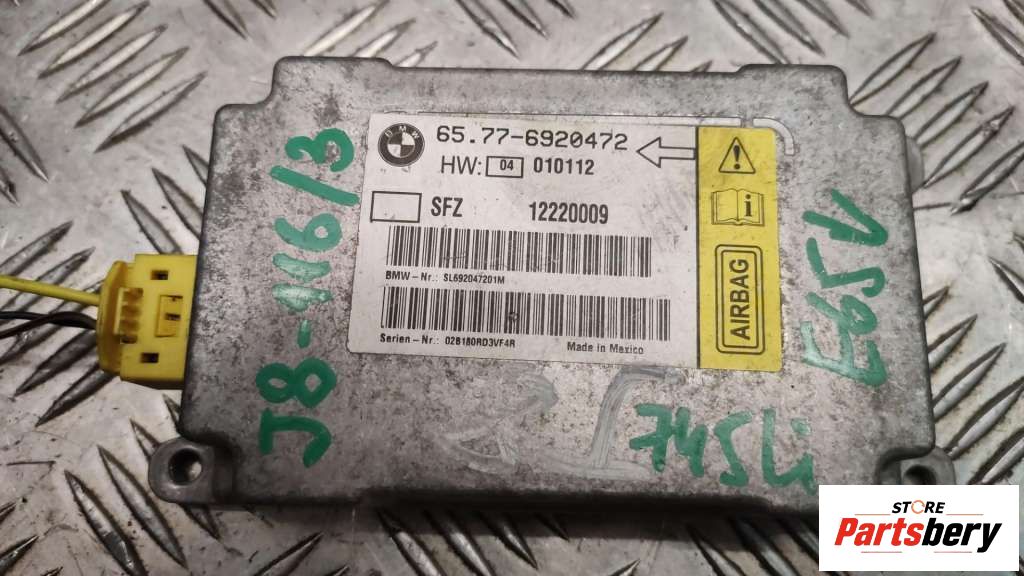 BMW
65.77-6920472
HW: 04 010112
SFZ 12220009
BMW-Nr.: SL692047201M
Serien-Nr.: 02B180RD3VF4R
Made in Mexico
AIRBAG
J8-116/3
745Li
STORE
Partsbery